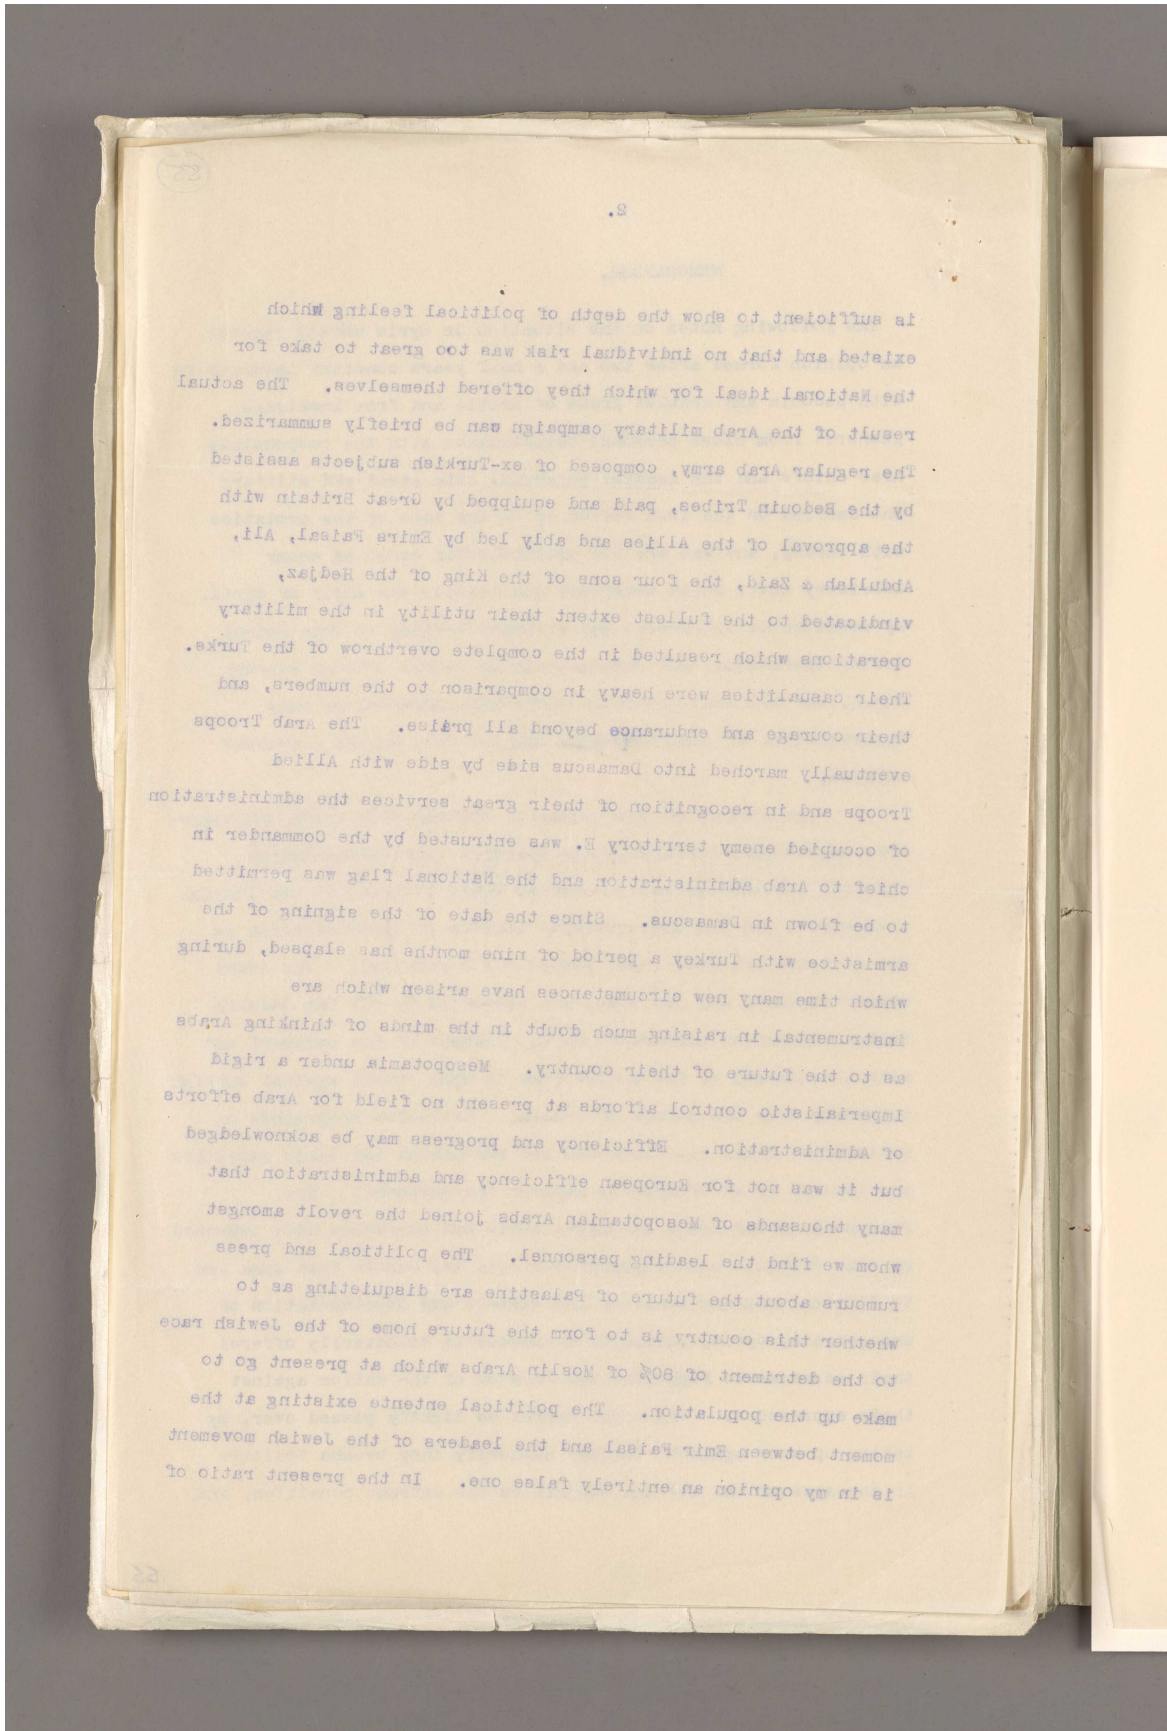 2.
is sufficient to show the depth of political feeling which
existed and that no individual risk was too great to take for
the National ideal for which they offered themselves. The actual
result of the Arab military campaign can be briefly summarized.
The regular Arab army, composed of ex-Turkish subjects assisted
by the Bedouin Tribes, paid and equipped by Great Britain with
the approval of the Allies and ably led by Emirs Faisal, Ali,
Abdullah & Zaid, the four sons of the King of the Hedjaz,
vindicated to the fullest extent their utility in the military
operations which resulted in the complete overthrow of the Turks.
Their casualities were heavy in comparison to the numbers, and
their courage and endurance beyond all praise. The Arab Troops
eventually marched into Damascus side by side with Allied
Troops and in recognition of their great services the administration
of occupied enemy territory E. was entrusted by the Commander in
chief to Arab administration and the National flag was permitted
to be flown in Damascus. Since the date of the signing of the
armistice with Turkey a period of nine months has elapsed, during
which time many new circumstances have arisen which are
instrumental in raising much doubt in the minds of thinking Arabs
as to the future of their country. Mesopotamia under a rigid
Imperialistic control affords at present no field for Arab efforts
of Administration. Efficiency and progress may be acknowledged
but it was not for European efficiency and administration that
many thousands of Mesopotamian Arabs joined the revolt amongst
whom we find the leading personnel. The political and press
rumours about the future of Palastine are disquieting as to
whether this country is to form the future home of the Jewish race
to the detriment of 80% of Moslin Arabs which at present go to
make up the population. The political entente existing at the
moment between Emir Faisal and the leaders of the Jewish movement
is in my opinion an entirely false one. In the present ratio of